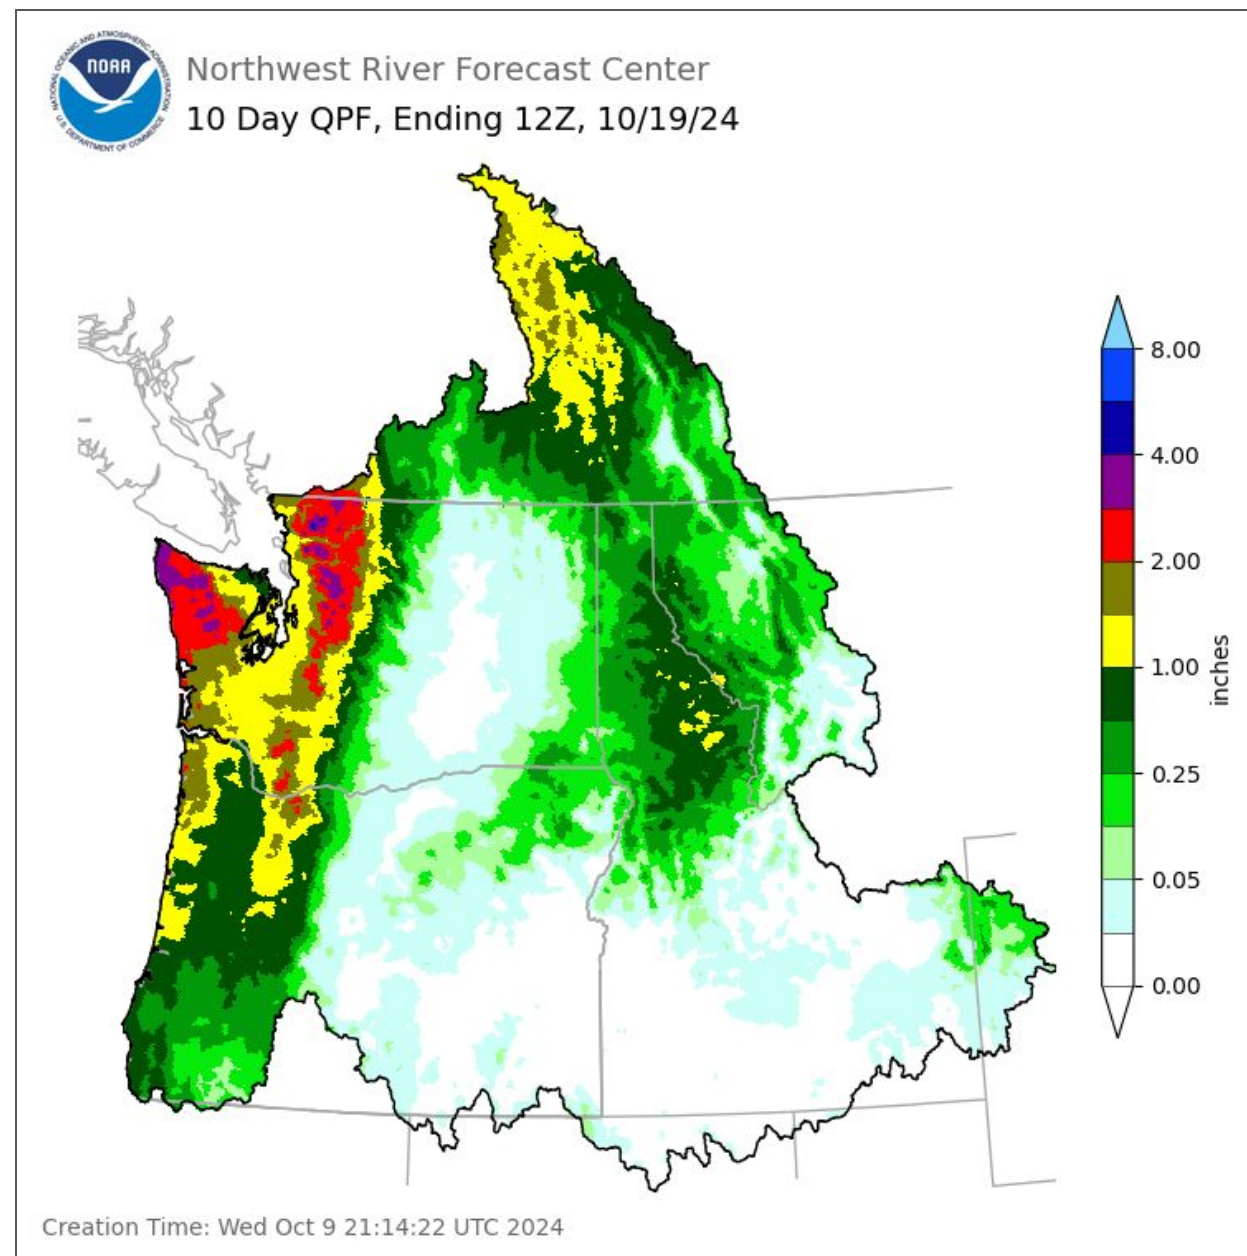 NATIONAL OCEANIC AND ATMOSPHERIC ADMINISTRATION
NOAA
U.S. DEPARTMENT OF COMMERCE
Northwest River Forecast Center
10 Day QPF, Ending 12Z, 10/19/24
8.00
4.00
2.00
1.00
0.25
0.05
0.00
inches
Creation Time: Wed Oct 9 21:14:22 UTC 2024